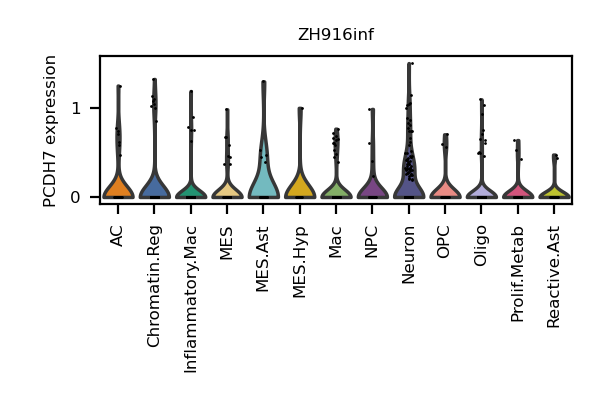 ZH916inf
PCDH7 expression
1
0
AC
Chromatin.Reg
Inflammatory.Mac
MES
MES.Ast
MES.Hyp
Mac
NPC
Neuron
OPC
Oligo
Prolif.Metab
Reactive.Ast